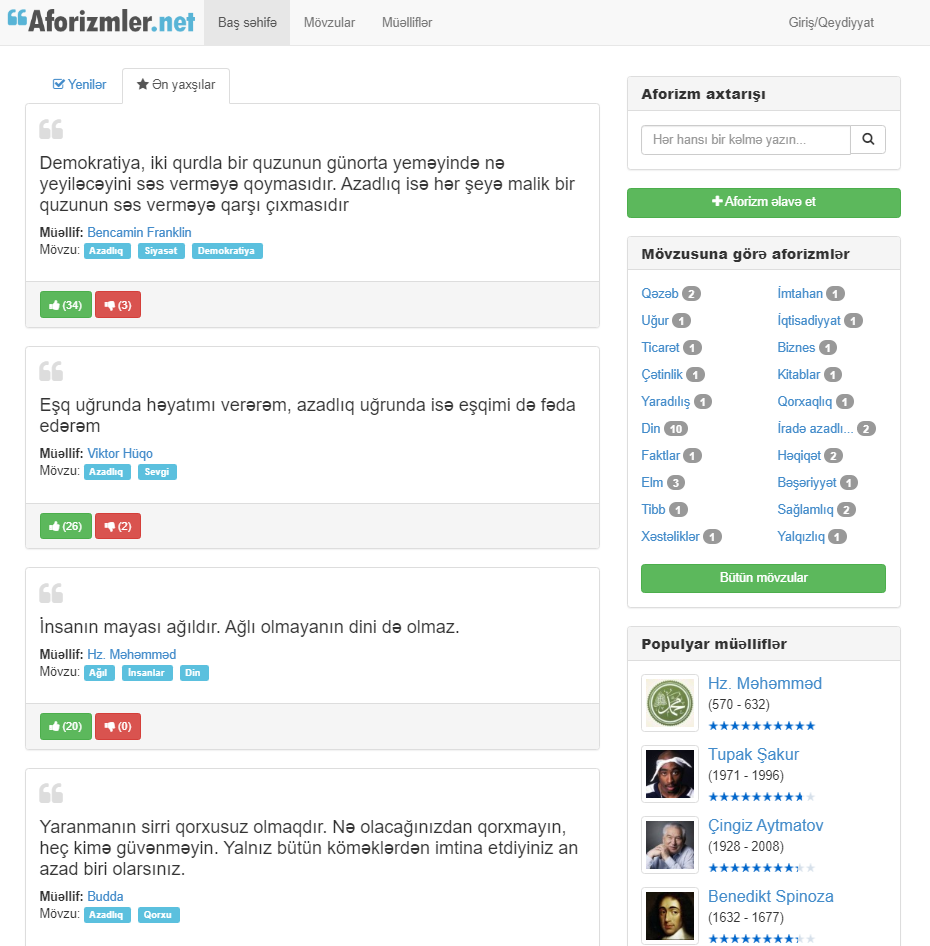 Aforizmler.net
Baş səhifə
Mövzular
Müəlliflər
Giriş/Qeydiyyat
Yenilər
Ən yaxşılar
Demokratiya, iki qurdla bir quzunun günorta yeməyində nə
yeyiləcəyini səs verməyə qoymasıdır. Azadlıq isə hər şeyə malik bir
quzunun səs verməyə qarşı çıxmasıdır
Müəllif: Bencamin Franklin
Mövzu: Azadlıq Siyasət Demokratiya
(34) (3)
Eşq uğrunda həyatımı verərəm, azadlıq uğrunda isə eşqimi də fəda
edərəm
Müəllif: Viktor Hüqo
Mövzu: Azadlıq Sevgi
(26) (2)
İnsanın mayası ağıldır. Ağlı olmayanın dini də olmaz.
Müəllif: Hz. Məhəmməd
Mövzu: Ağıl İnsanlar Din
(20) (0)
Yaranmanın sirri qorxusuz olmaqdır. Nə olacağınızdan qorxmayın,
heç kimə güvənməyin. Yalnız bütün köməklərdən imtina etdiyiniz an
azad biri olarsınız.
Müəllif: Budda
Mövzu: Azadlıq Qorxu
Aforizm axtarışı
Hər hansı bir kəlmə yazın...
Aforizm əlavə et
Mövzusuna görə aforizmlər
Qəzəb 2 İmtahan 1
Uğur 1 İqtisadiyyat 1
Ticarət 1 Biznes 1
Çətinlik 1 Kitablar 1
Yaradılış 1 Qorxaqlıq 1
Din 10 İradə azadlı... 2
Faktlar 1 Həqiqət 2
Elm 3 Bəşəriyyət 1
Tibb 1 Sağlamlıq 2
Xəstəliklər 1 Yalqızlıq 1
Bütün mövzular
Populyar müəlliflər
Hz. Məhəmməd
(570 - 632)
Tupak Şakur
(1971 - 1996)
Çingiz Aytmatov
(1928 - 2008)
Benedikt Spinoza
(1632 - 1677)